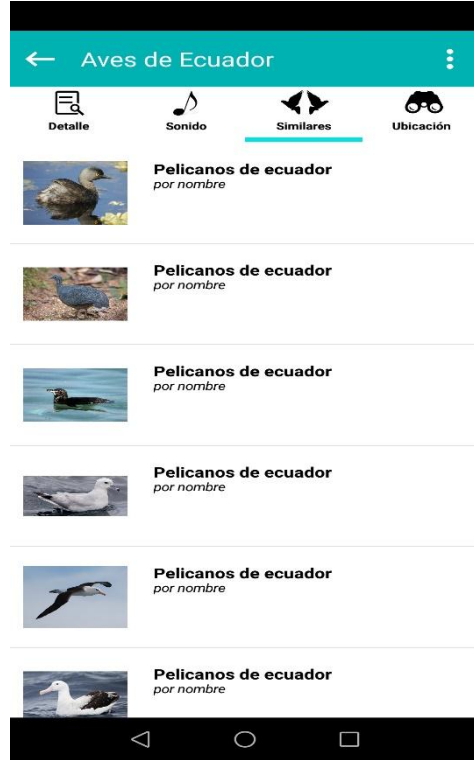 Aves de Ecuador
Detalle
Sonido
Similares
Ubicación
Pelicanos de ecuador
por nombre
Pelicanos de ecuador
por nombre
Pelicanos de ecuador
por nombre
Pelicanos de ecuador
por nombre
Pelicanos de ecuador
por nombre
Pelicanos de ecuador
por nombre